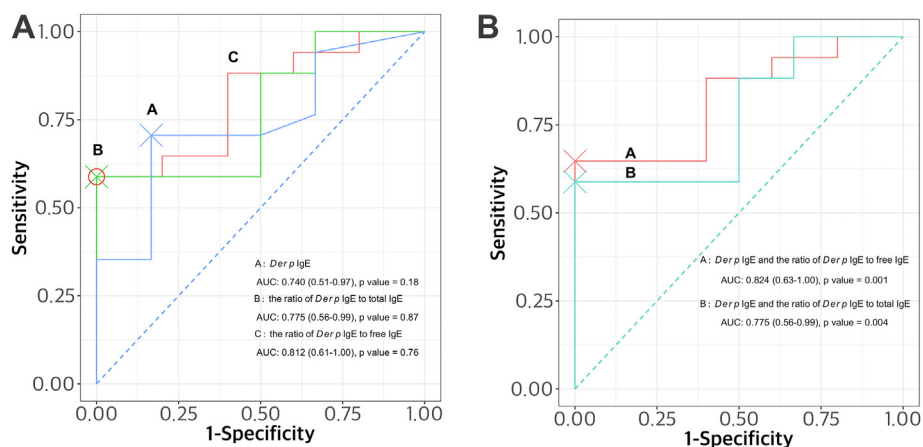 A
1.00
0.75
0.50
0.25
0.00
Sensitivity
C
A
B
A: Der p IgE
AUC: 0.740 (0.51-0.97), p value = 0.18
B: the ratio of Der p IgE to total IgE
AUC: 0.775 (0.56-0.99), p value = 0.87
C: the ratio of Der p IgE to free IgE
AUC: 0.812 (0.61-1.00), p value = 0.76
0.00 0.25 0.50 0.75 1.00
1-Specificity
B
1.00
0.75
0.50
0.25
0.00
Sensitivity
A
B
A: Der p IgE and the ratio of Der p IgE to free IgE
AUC: 0.824 (0.63-1.00), p value = 0.001
B: Der p IgE and the ratio of Der p IgE to total IgE
AUC: 0.775 (0.56-0.99), p value = 0.004
0.00 0.25 0.50 0.75 1.00
1-Specificity